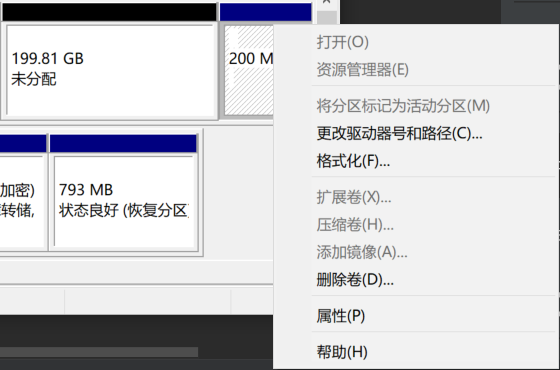 199.81 GB
未分配
200 M
加密)
转储,
793 MB
状态良好 (恢复分区
打开(O)
资源管理器(E)
将分区标记为活动分区(M)
更改驱动器号和路径(C)...
格式化(F)...
扩展卷(X)...
压缩卷(H)...
添加镜像(A)...
删除卷(D)...
属性(P)
帮助(H)